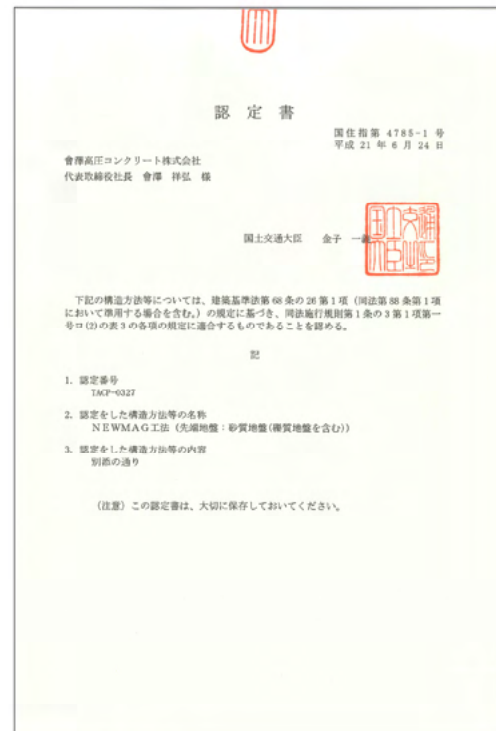 認 定 書
国住指第 4785-1 号
平成 21 年 6 月 24 日
會澤高圧コンクリート株式会社
代表取締役社長 會澤 祥弘 様
国土交通大臣 金子 一義
下記の構造方法等については、建築基準法第 68 条の 26 第 1 項（同法第 88 条第 1 項
において準用する場合を含む。）の規定に基づき、同法施行規則第 1 条の 3 第 1 項第一
号ロ(2)の表 3 の各項の規定に適合するものであることを認める。
記
1. 認定番号
TACP-0327
2. 認定をした構造方法等の名称
NEWMAG工法（先端地盤：砂質地盤(礫質地盤を含む)）
3. 認定をした構造方法等の内容
別添の通り
（注意）この認定書は、大切に保存しておいてください。